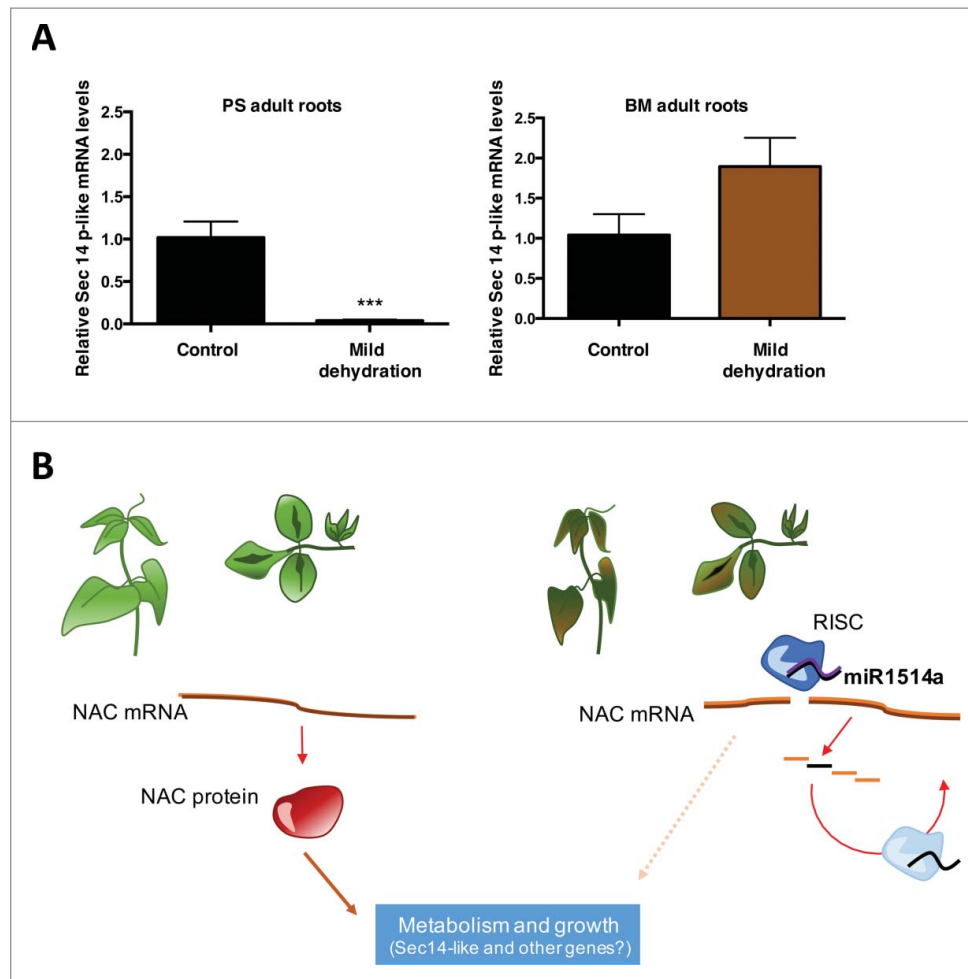 A
PS adult roots
Relative Sec 14 p-like mRNA levels
2.5
2.0
1.5
1.0
0.5
0.0
***
Control
Mild
dehydration
BM adult roots
Relative Sec 14 p-like mRNA levels
2.5
2.0
1.5
1.0
0.5
0.0
Control
Mild
dehydration
B
NAC mRNA
NAC protein
RISC
miR1514a
NAC mRNA
Metabolism and growth
(Sec14-like and other genes?)